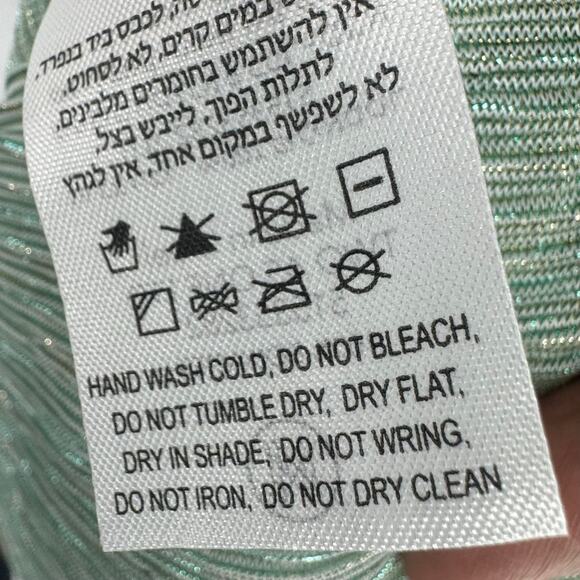 לכבס ביד בנפרד,
במים קרים, לא לסחוט,
אין להשתמש בחומרים מלבינים,
לתלות הפוך, לייבש בצל,
לא לשפשף במקום אחד, אין לגהץ
HAND WASH COLD, DO NOT BLEACH,
DO NOT TUMBLE DRY, DRY FLAT,
DRY IN SHADE, DO NOT WRING,
DO NOT IRON, DO NOT DRY CLEAN